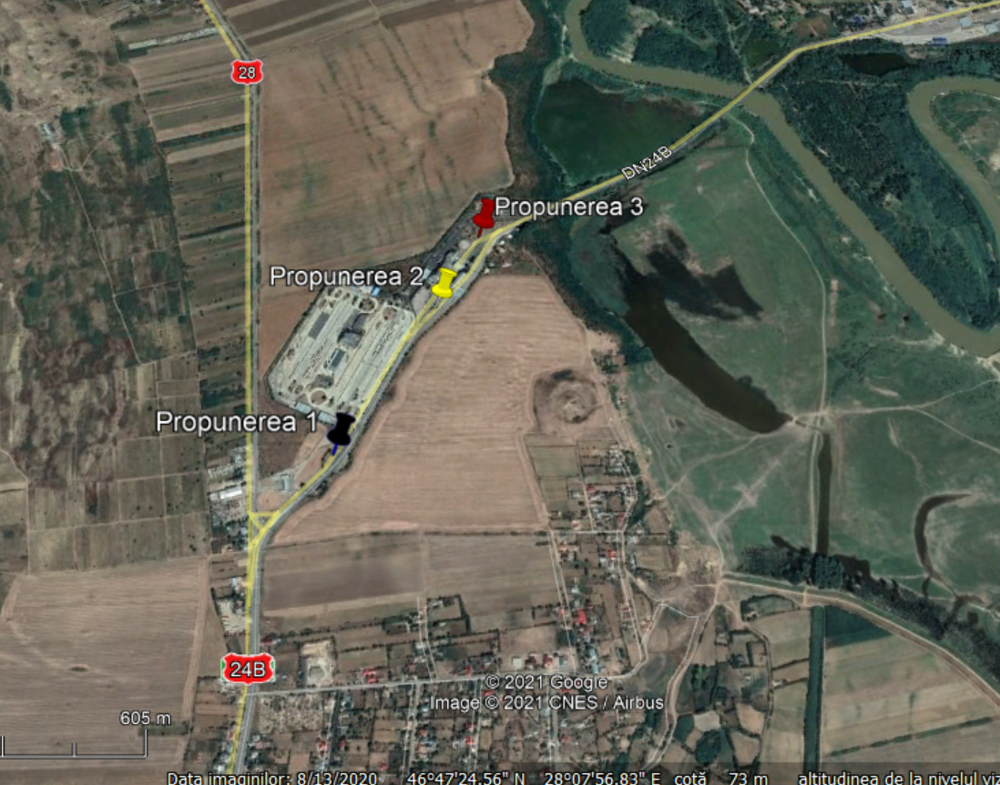 28
DN24B
Propunerea 3
Propunerea 2
Propunerea 1
24B
© 2021 Google
Image © 2021 CNES / Airbus
605 m
Data imaginilor: 8/13/2020 46°47'24.56" N 28°07'56.83" E cotă 73 m altitudinea de la nivelul via